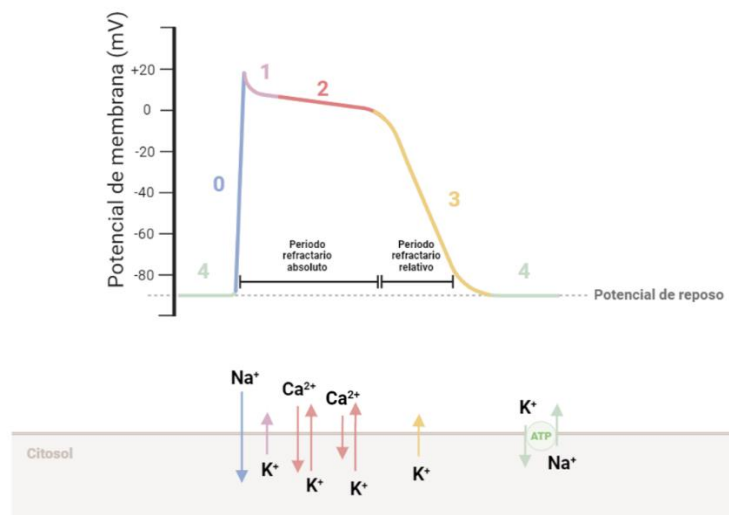 Potencial de membrana (mV)
+20
0
-20
-40
-60
-80
0
1
2
3
4
4
Periodo
refractario
absoluto
Periodo
refractario
relativo
Potencial de reposo
Na⁺
K⁺
Ca²⁺
K⁺
Ca²⁺
K⁺
K⁺
K⁺
ATP
Na⁺
Citosol